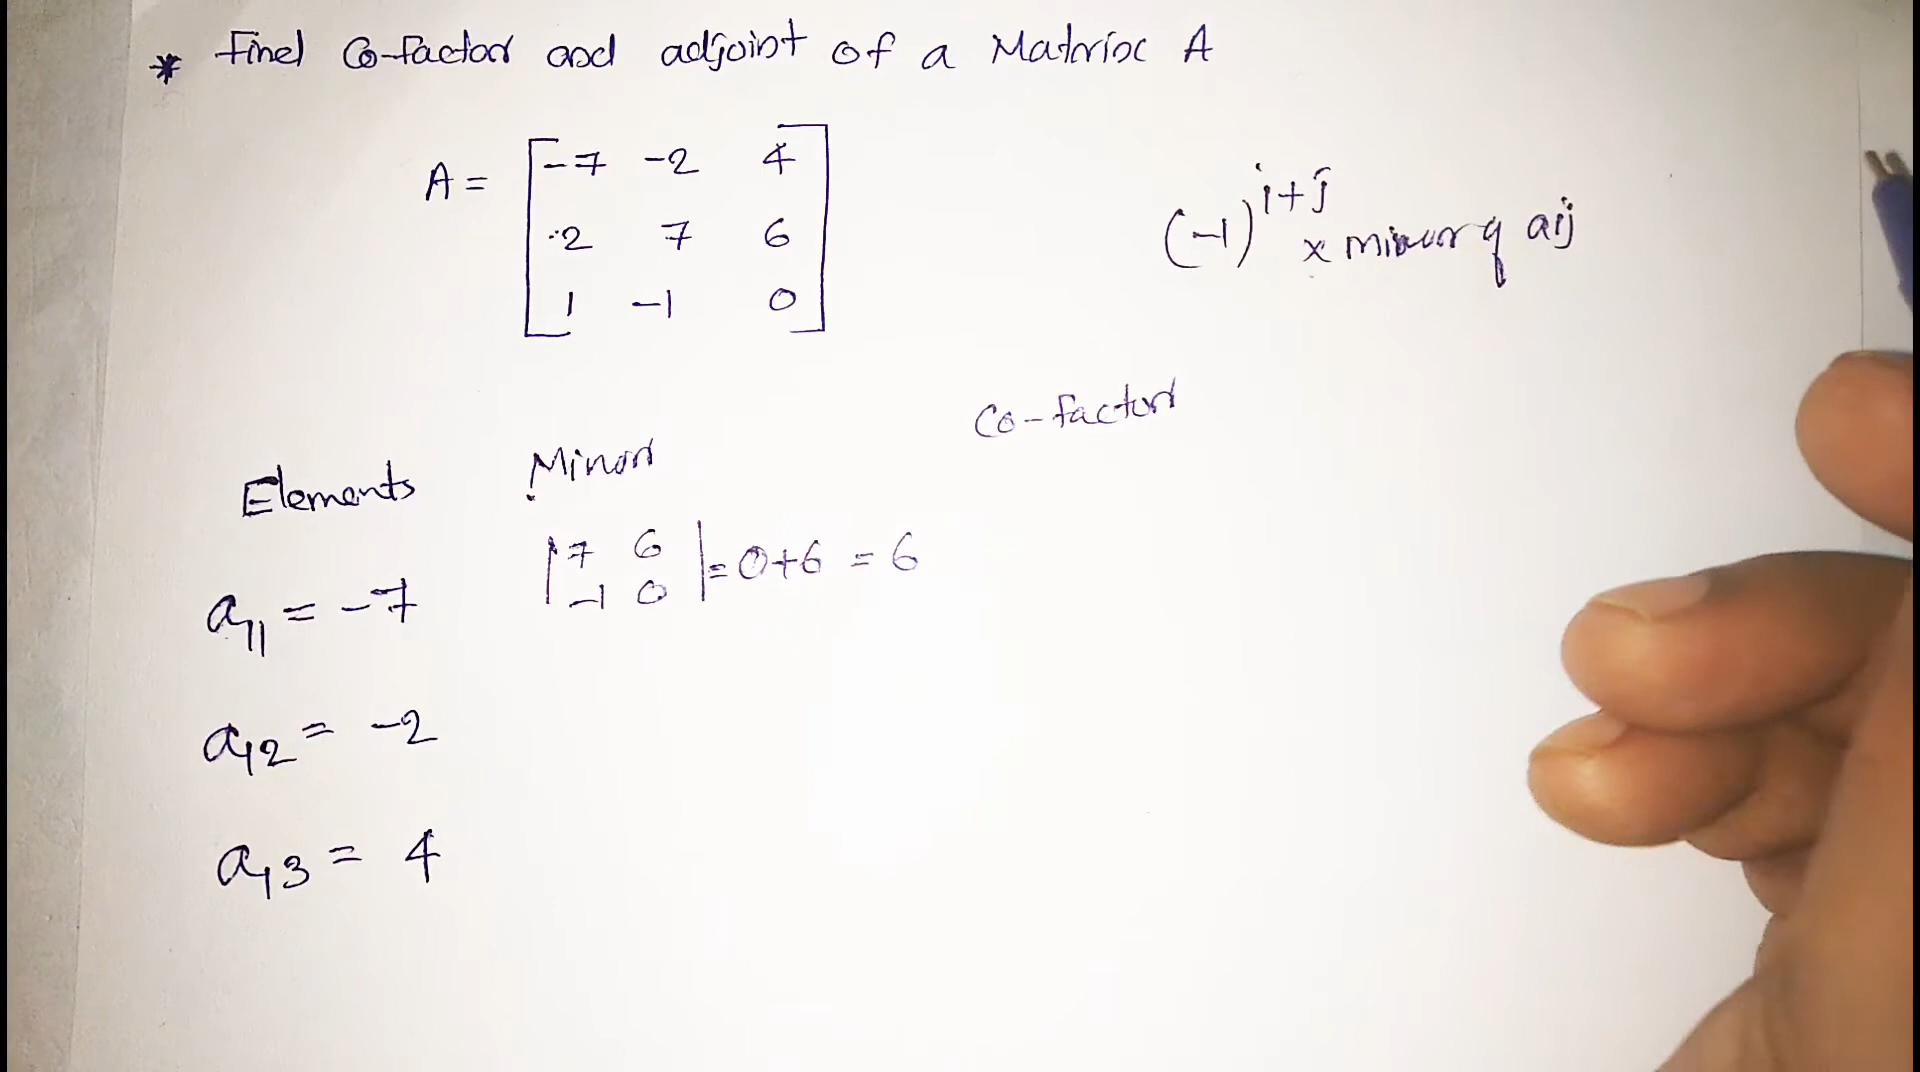 * Find Co-factor and adjoint of a Matrix A
A = [ -7 -2 4
2 7 6
1 -1 0 ]
(-1)^{i+j} x minor of aij
Co-factor
Elements Minor
a11 = -7 | 7 6 -1 0 | = 0+6 = 6
a12 = -2
a13 = 4